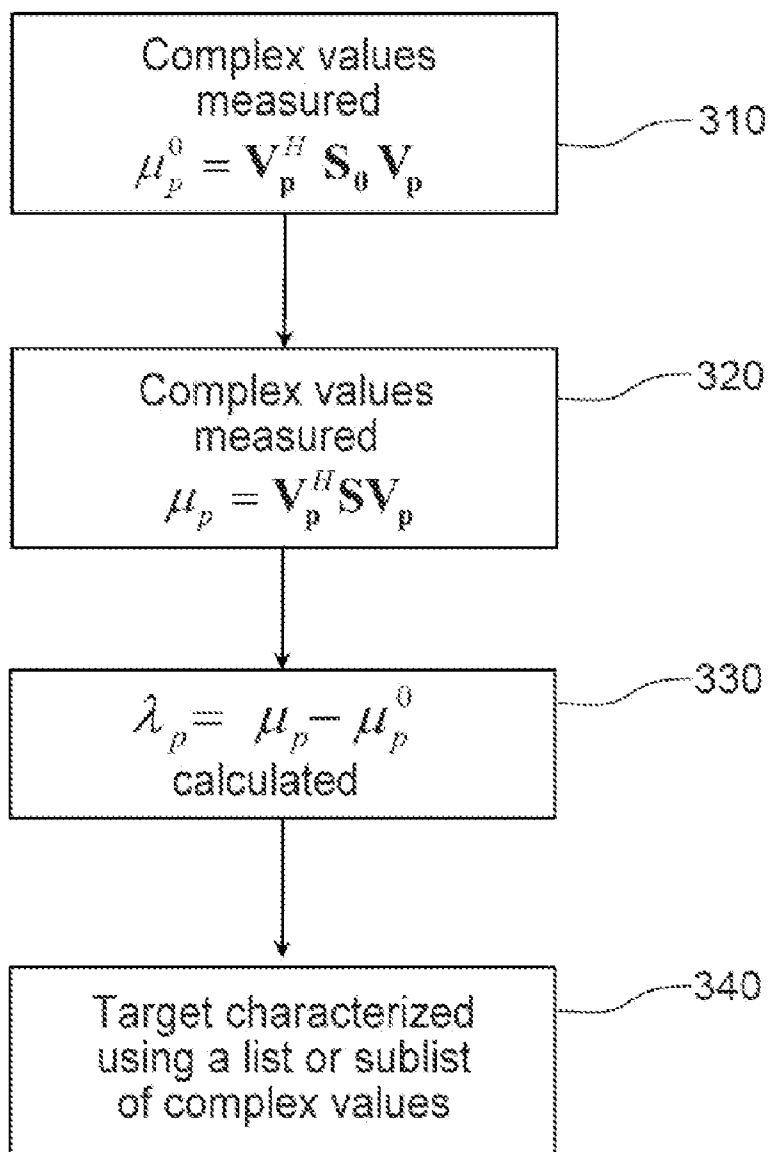 Complex values
measured
μ_p^0 = V_p^H S_0 V_p
310
Complex values
measured
μ_p = V_p^H S V_p
320
λ_p = μ_p − μ_p^0
calculated
330
Target characterized
using a list or sublist
of complex values
340